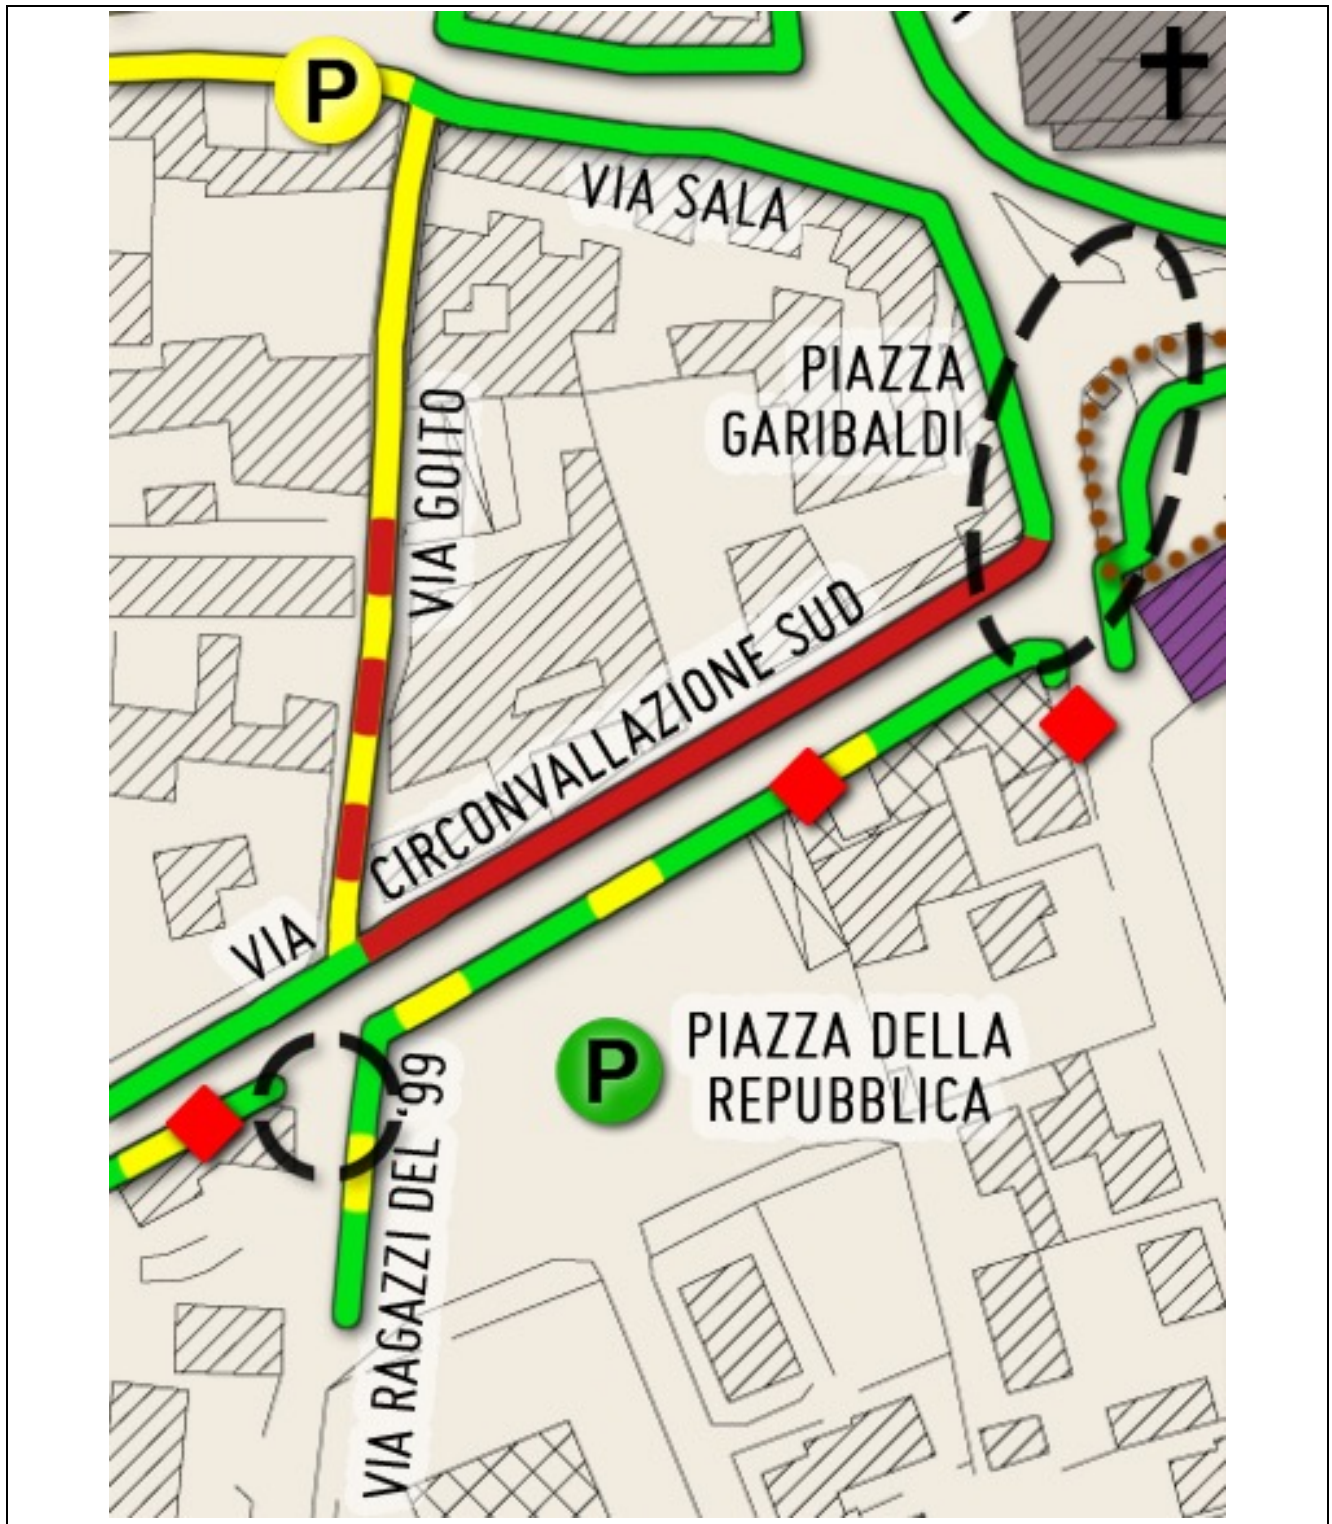 P
VIA SALA
PIAZZA
GARIBALDI
VIA GOITO
VIA CIRCONVALLAZIONE SUD
P
PIAZZA DELLA
REPUBBLICA
VIA RAGAZZI DEL '99